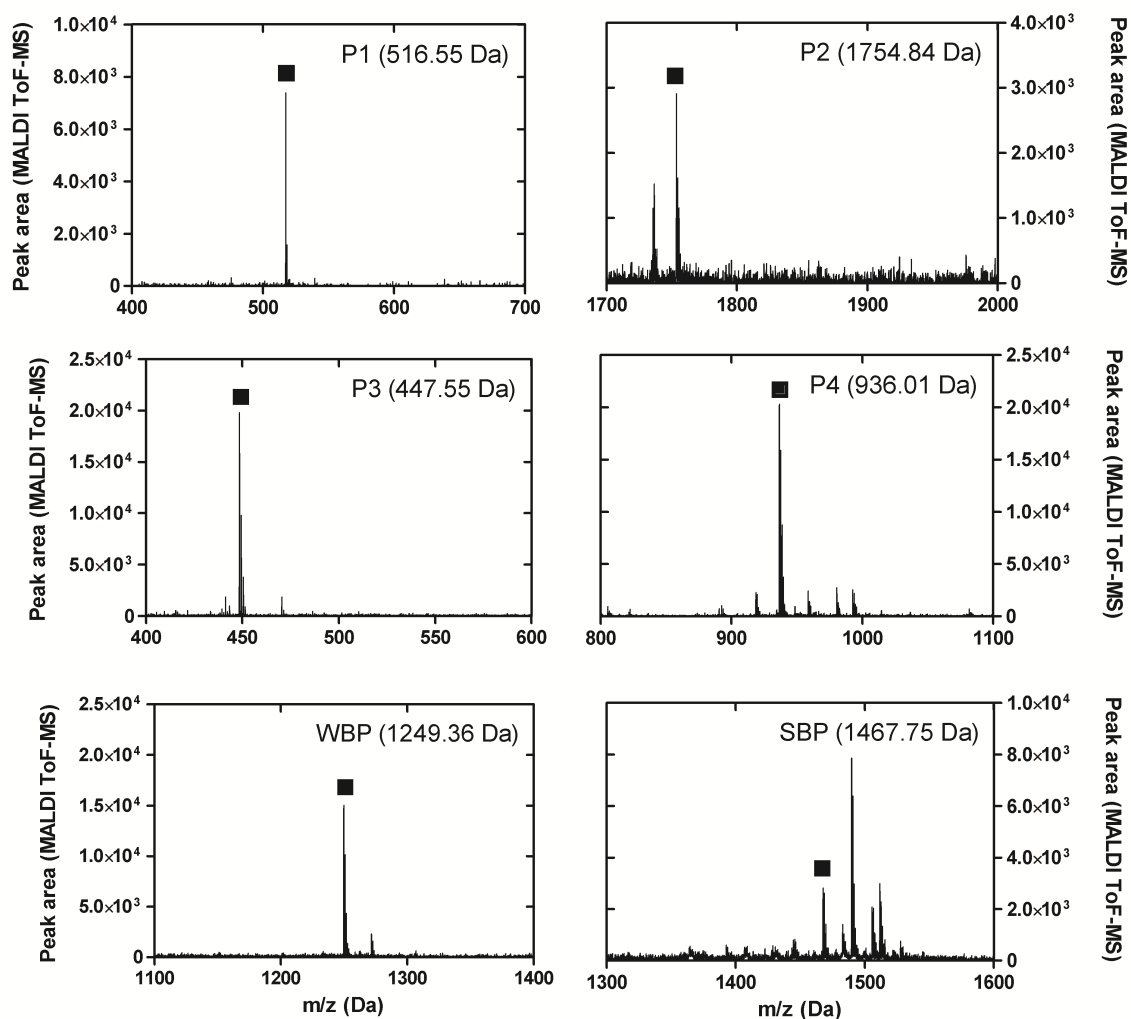 P1 (516.55 Da)
Peak area (MALDI ToF-MS)
1.0×10⁴
8.0×10³
6.0×10³
4.0×10³
2.0×10³
0
400 500 600 700
P2 (1754.84 Da)
Peak area (MALDI ToF-MS)
4.0×10³
3.0×10³
2.0×10³
1.0×10³
0
1700 1800 1900 2000
P3 (447.55 Da)
Peak area (MALDI ToF-MS)
2.5×10⁴
2.0×10⁴
1.5×10⁴
1.0×10⁴
5.0×10³
0
400 450 500 550 600
P4 (936.01 Da)
Peak area (MALDI ToF-MS)
2.5×10⁴
2.0×10⁴
1.5×10⁴
1.0×10⁴
5.0×10³
0
800 900 1000 1100
WBP (1249.36 Da)
Peak area (MALDI ToF-MS)
2.5×10⁴
2.0×10⁴
1.5×10⁴
1.0×10⁴
5.0×10³
0
1100 1200 1300 1400
m/z (Da)
SBP (1467.75 Da)
Peak area (MALDI ToF-MS)
1.0×10⁴
8.0×10³
6.0×10³
4.0×10³
2.0×10³
0
1300 1400 1500 1600
m/z (Da)